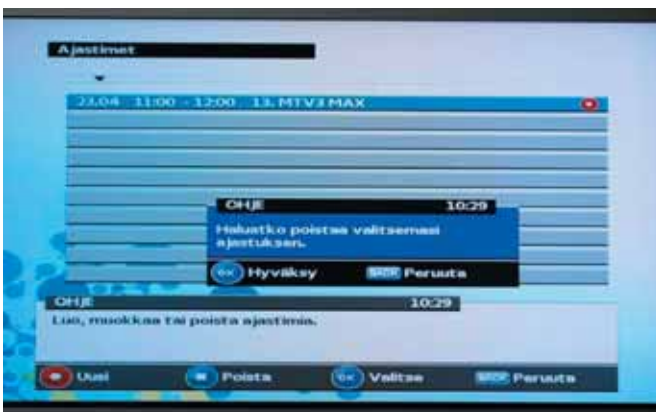 Ajastimet
23.04 11:00 - 12:00 13. MTV3 MAX
OHJE 10:29
Haluatko poistaa valitsemasi
ajastuksen.
OK Hyväksy BACK Peruuta
OHJE 10:29
Luo, muokkaa tai poista ajastimia.
Uusi Poista OK Valitse BACK Peruuta